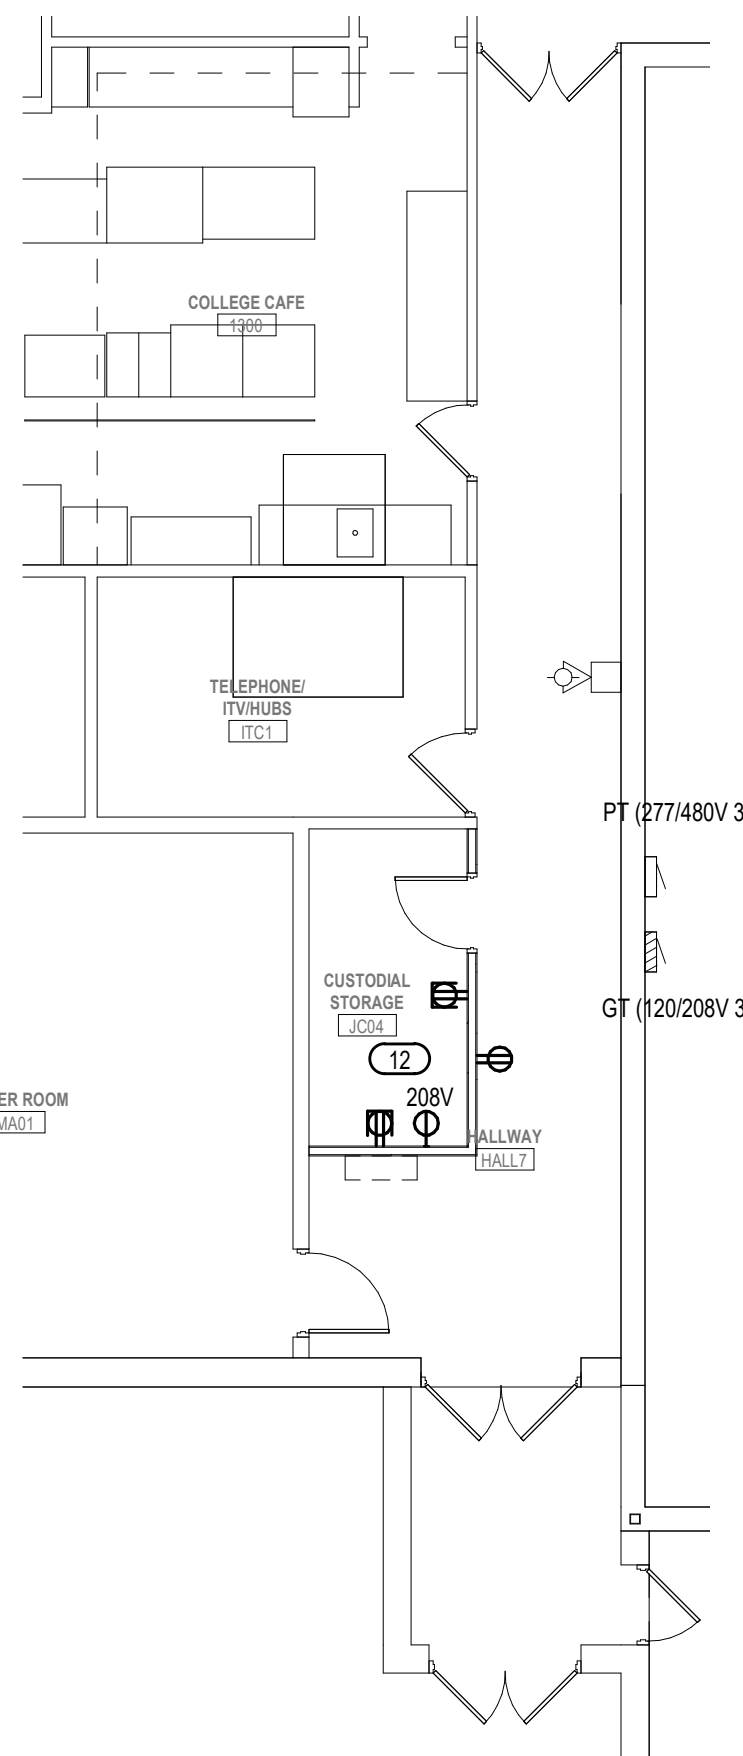 COLLEGE CAFE
1300
TELEPHONE/
ITV/HUBS
ITC1
PT (277/480V 3
CUSTODIAL
STORAGE
JC04
GT (120/208V 3
12
208V
ER ROOM
MA01
HALLWAY
HALL7